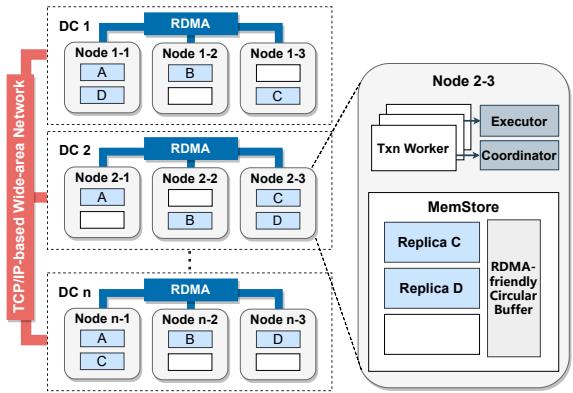 TCP/IP-based Wide-area Network
DC 1
RDMA
Node 1-1
A
D
Node 1-2
B
Node 1-3
C
DC 2
RDMA
Node 2-1
A
Node 2-2
B
Node 2-3
C
D
DC n
RDMA
Node n-1
A
C
Node n-2
B
Node n-3
D
Node 2-3
Txn Worker
Executor
Coordinator
MemStore
Replica C
Replica D
RDMA-
friendly
Circular
Buffer